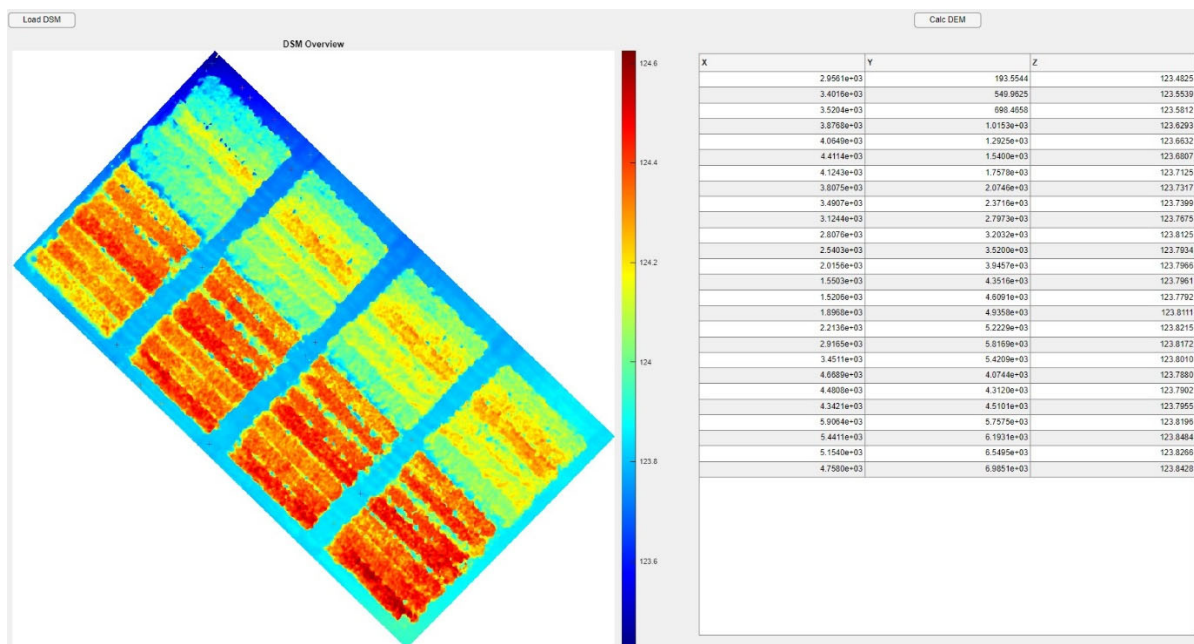 Load DSM
Calc DEM
DSM Overview
124.6
124.4
124.2
124
123.8
123.6
X Y Z
2.9561e+03 193.5544 123.4825
3.4016e+03 549.9625 123.5539
3.5204e+03 698.4658 123.5812
3.8768e+03 1.0153e+03 123.6293
4.0649e+03 1.2925e+03 123.6632
4.4114e+03 1.5400e+03 123.6807
4.1243e+03 1.7578e+03 123.7125
3.8075e+03 2.0746e+03 123.7317
3.4907e+03 2.3716e+03 123.7399
3.1244e+03 2.7973e+03 123.7675
2.8076e+03 3.2032e+03 123.8125
2.5403e+03 3.5200e+03 123.7934
2.0156e+03 3.9457e+03 123.7966
1.5503e+03 4.3516e+03 123.7961
1.5206e+03 4.6091e+03 123.7792
1.8968e+03 4.9358e+03 123.8111
2.2136e+03 5.2229e+03 123.8215
2.9165e+03 5.8169e+03 123.8172
3.4511e+03 5.4209e+03 123.8010
4.6689e+03 4.0744e+03 123.7880
4.4808e+03 4.3120e+03 123.7902
4.3421e+03 4.5101e+03 123.7955
5.9064e+03 5.7575e+03 123.8196
5.4411e+03 6.1931e+03 123.8484
5.1540e+03 6.5495e+03 123.8266
4.7580e+03 6.9851e+03 123.8428